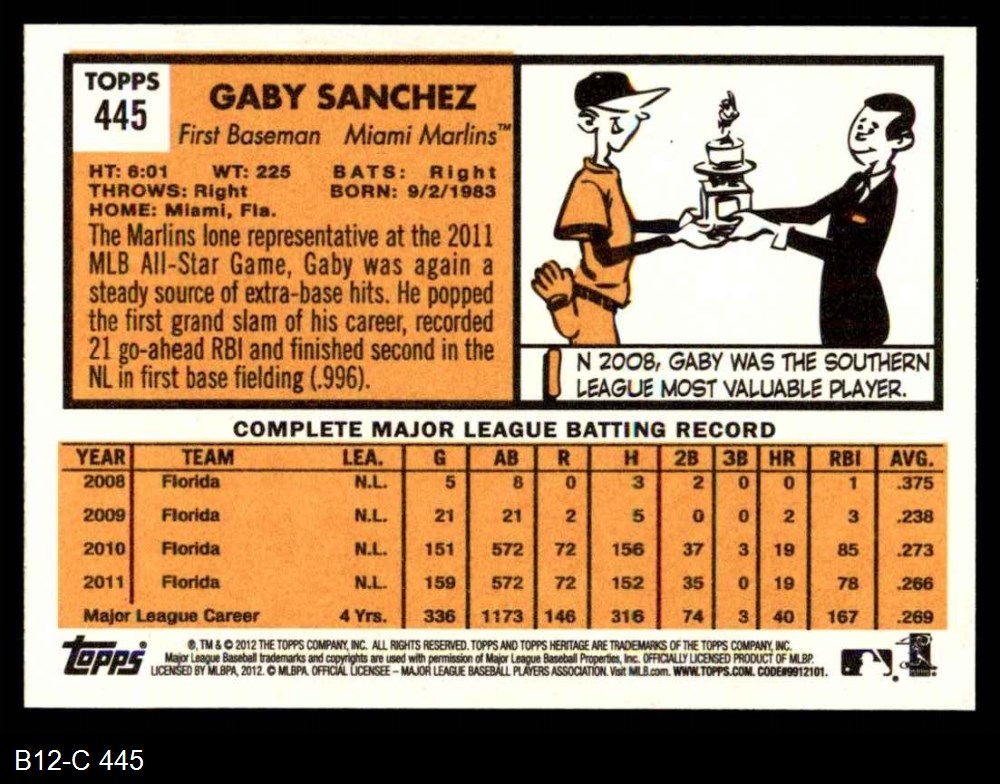 TOPPS
445
GABY SANCHEZ
First Baseman Miami Marlins™
HT: 6:01 WT: 225 BATS: Right
THROWS: Right BORN: 9/2/1983
HOME: Miami, Fla.
The Marlins lone representative at the 2011
MLB All-Star Game, Gaby was again a
steady source of extra-base hits. He popped
the first grand slam of his career, recorded
21 go-ahead RBI and finished second in the
NL in first base fielding (.996).
IN 2008, GABY WAS THE SOUTHERN
LEAGUE MOST VALUABLE PLAYER.
COMPLETE MAJOR LEAGUE BATTING RECORD
YEAR TEAM LEA. G AB R H 2B 3B HR RBI AVG.
2008 Florida N.L. 5 8 0 3 2 0 0 1 .375
2009 Florida N.L. 21 21 2 5 0 0 2 3 .238
2010 Florida N.L. 151 572 72 156 37 3 19 85 .273
2011 Florida N.L. 159 572 72 152 35 0 19 78 .266
Major League Career 4 Yrs. 336 1173 146 316 74 3 40 167 .269
Topps®
®, TM & © 2012 THE TOPPS COMPANY, INC. ALL RIGHTS RESERVED. TOPPS AND TOPPS HERITAGE ARE TRADEMARKS OF THE TOPPS COMPANY, INC.
Major League Baseball trademarks and copyrights are used with permission of Major League Baseball Properties, Inc. OFFICIALLY LICENSED PRODUCT OF MLBP.
LICENSED BY MLBPA, 2012. © MLBPA. OFFICIAL LICENSEE – MAJOR LEAGUE BASEBALL PLAYERS ASSOCIATION. Visit MLB.com. WWW.TOPPS.COM. CODE#9912101.
B12-C 445